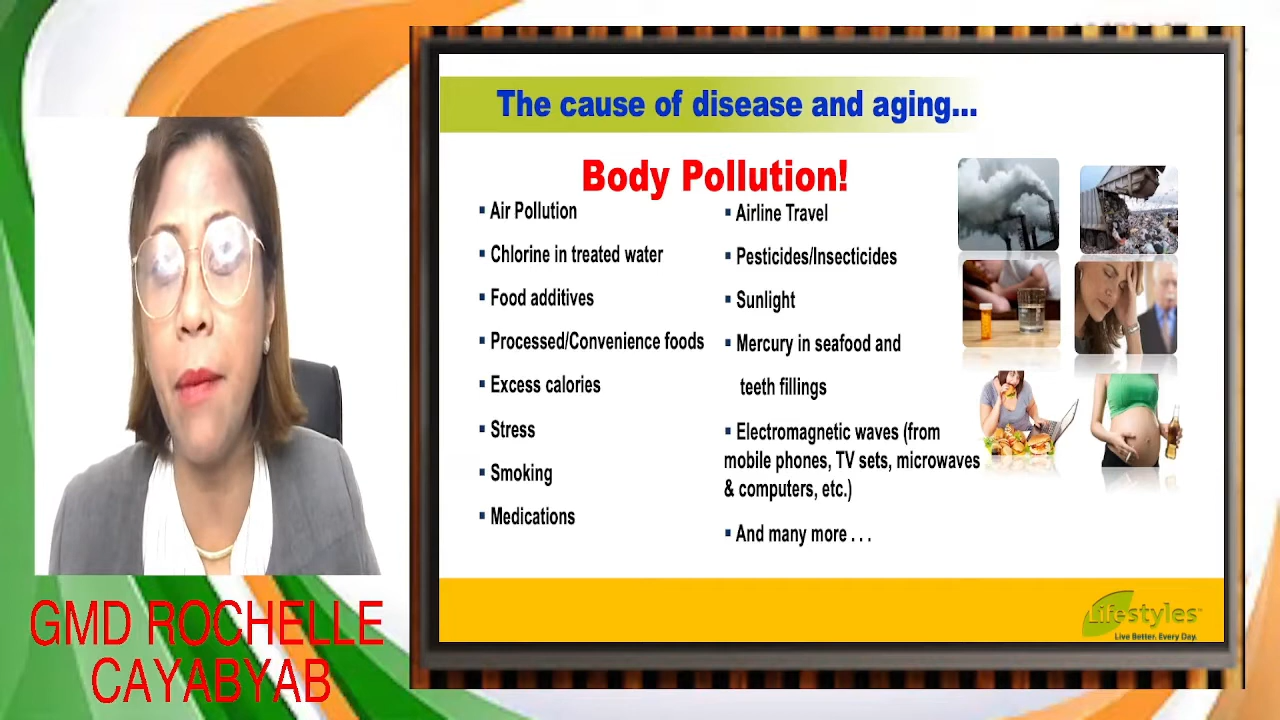 The cause of disease and aging...
Body Pollution!
▪ Air Pollution
▪ Chlorine in treated water
▪ Food additives
▪ Processed/Convenience foods
▪ Excess calories
▪ Stress
▪ Smoking
▪ Medications
▪ Airline Travel
▪ Pesticides/Insecticides
▪ Sunlight
▪ Mercury in seafood and
teeth fillings
▪ Electromagnetic waves (from
mobile phones, TV sets, microwaves
& computers, etc.)
▪ And many more . . .
Lifestyles
Live Better. Every Day.
GMD ROCHELLE
CAYABYAB